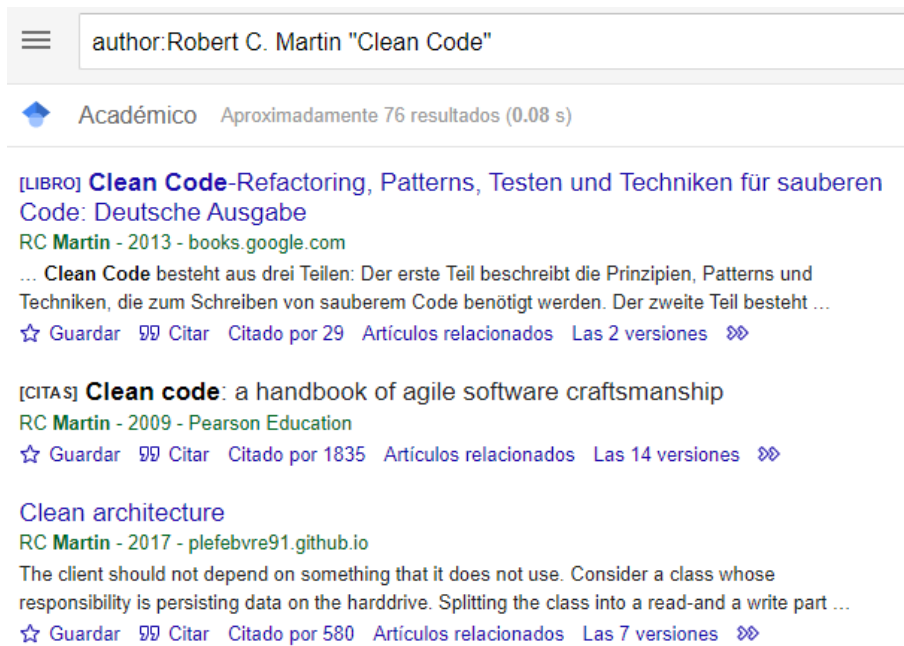 author:Robert C. Martin "Clean Code"
Académico Aproximadamente 76 resultados (0.08 s)
[LIBRO] Clean Code-Refactoring, Patterns, Testen und Techniken für sauberen
Code: Deutsche Ausgabe
RC Martin - 2013 - books.google.com
… Clean Code besteht aus drei Teilen: Der erste Teil beschreibt die Prinzipien, Patterns und
Techniken, die zum Schreiben von sauberem Code benötigt werden. Der zweite Teil besteht …
Guardar Citar Citado por 29 Artículos relacionados Las 2 versiones
[CITAS] Clean code: a handbook of agile software craftsmanship
RC Martin - 2009 - Pearson Education
Guardar Citar Citado por 1835 Artículos relacionados Las 14 versiones
Clean architecture
RC Martin - 2017 - plefebvre91.github.io
The client should not depend on something that it does not use. Consider a class whose
responsibility is persisting data on the harddrive. Splitting the class into a read-and a write part …
Guardar Citar Citado por 580 Artículos relacionados Las 7 versiones